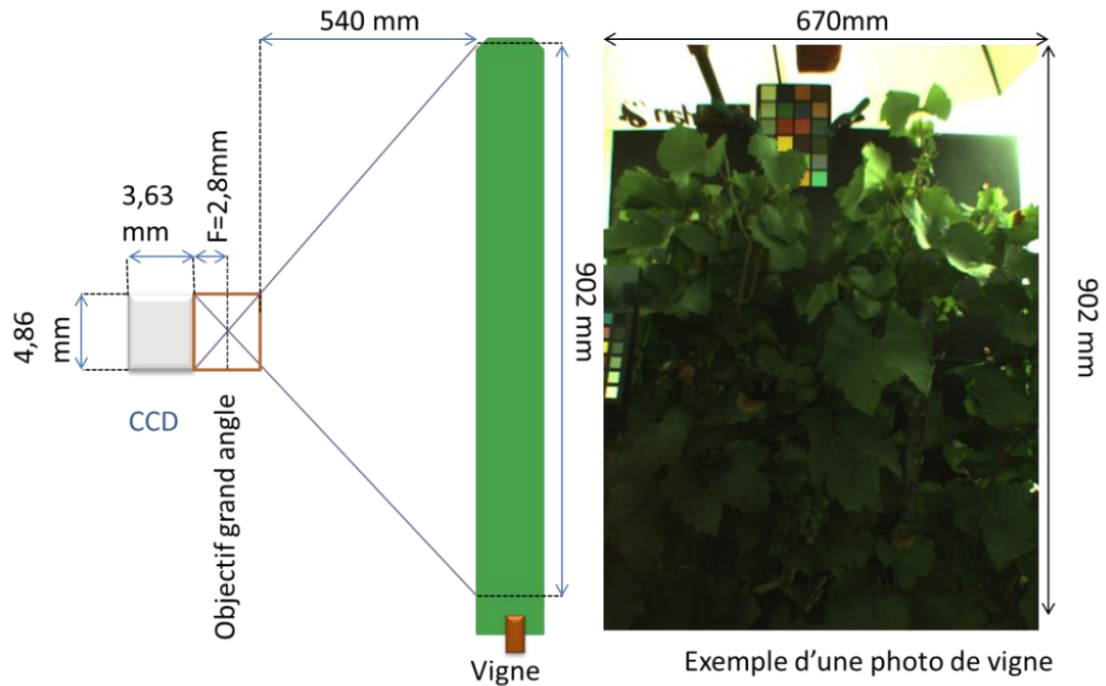 540 mm
670mm
3,63
mm
F=2,8mm
4,86
mm
902 mm
902 mm
CCD
Objectif grand angle
Vigne
Exemple d’une photo de vigne